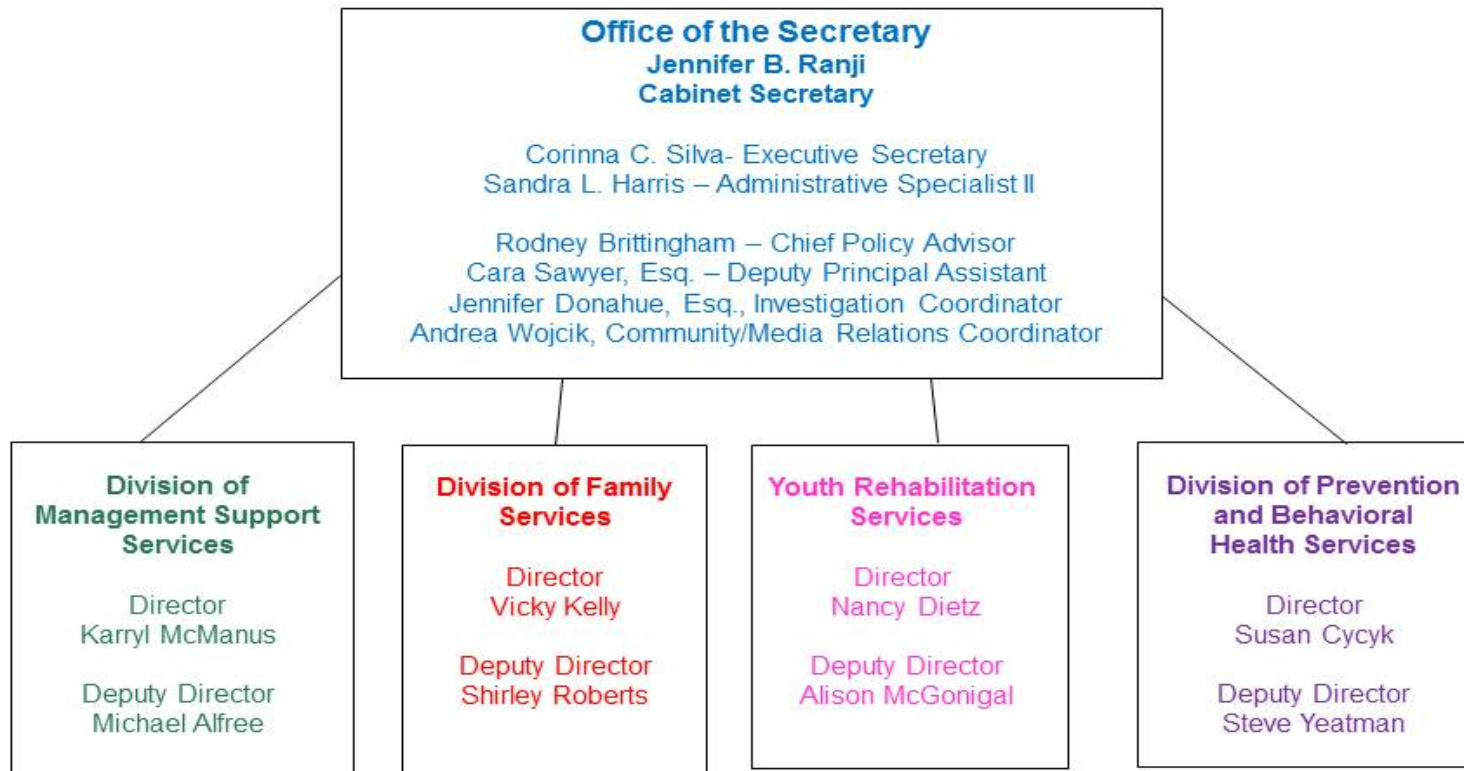 Office of the Secretary
Jennifer B. Ranji
Cabinet Secretary
Corinna C. Silva- Executive Secretary
Sandra L. Harris – Administrative Specialist II
Rodney Brittingham – Chief Policy Advisor
Cara Sawyer, Esq. – Deputy Principal Assistant
Jennifer Donahue, Esq., Investigation Coordinator
Andrea Wojcik, Community/Media Relations Coordinator
Division of
Management Support
Services
Director
Karryl McManus
Deputy Director
Michael Alfree
Division of Family
Services
Director
Vicky Kelly
Deputy Director
Shirley Roberts
Youth Rehabilitation
Services
Director
Nancy Dietz
Deputy Director
Alison McGonigal
Division of Prevention
and Behavioral
Health Services
Director
Susan Cycyk
Deputy Director
Steve Yeatman